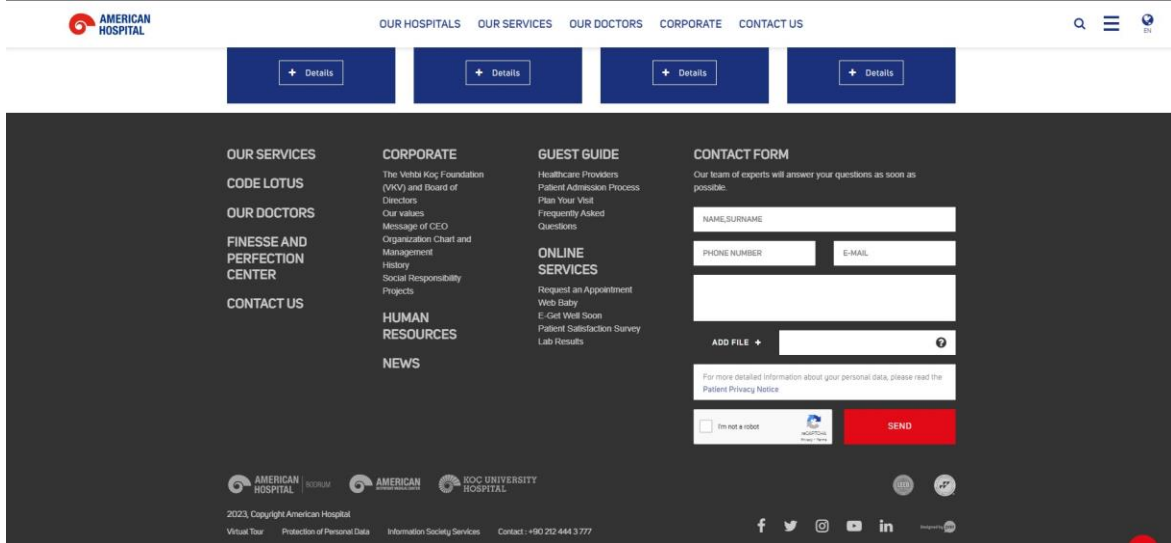 AMERICAN
HOSPITAL
OUR HOSPITALS OUR SERVICES OUR DOCTORS CORPORATE CONTACT US
EN
+ Details
+ Details
+ Details
+ Details
OUR SERVICES
CODE LOTUS
OUR DOCTORS
FINESSE AND
PERFECTION
CENTER
CONTACT US
CORPORATE
The Vehbi Koç Foundation
(VKV) and Board of
Directors
Our values
Message of CEO
Organization Chart and
Management
History
Social Responsibility
Projects
HUMAN
RESOURCES
NEWS
GUEST GUIDE
Healthcare Providers
Patient Admission Process
Plan Your Visit
Frequently Asked
Questions
ONLINE
SERVICES
Request an Appointment
Web Baby
E-Get Well Soon
Patient Satisfaction Survey
Lab Results
CONTACT FORM
Our team of experts will answer your questions as soon as
possible.
NAME,SURNAME
PHONE NUMBER
E-MAIL
ADD FILE +
For more detailed information about your personal data, please read the
Patient Privacy Notice
I'm not a robot
reCAPTCHA
Privacy - Terms
SEND
AMERICAN
HOSPITAL
BODRUM
AMERICAN
KOÇ UNIVERSITY
HOSPITAL
2023, Copyright American Hospital
Virtual Tour Protection of Personal Data Information Society Services Contact : +90 212 444 3 777